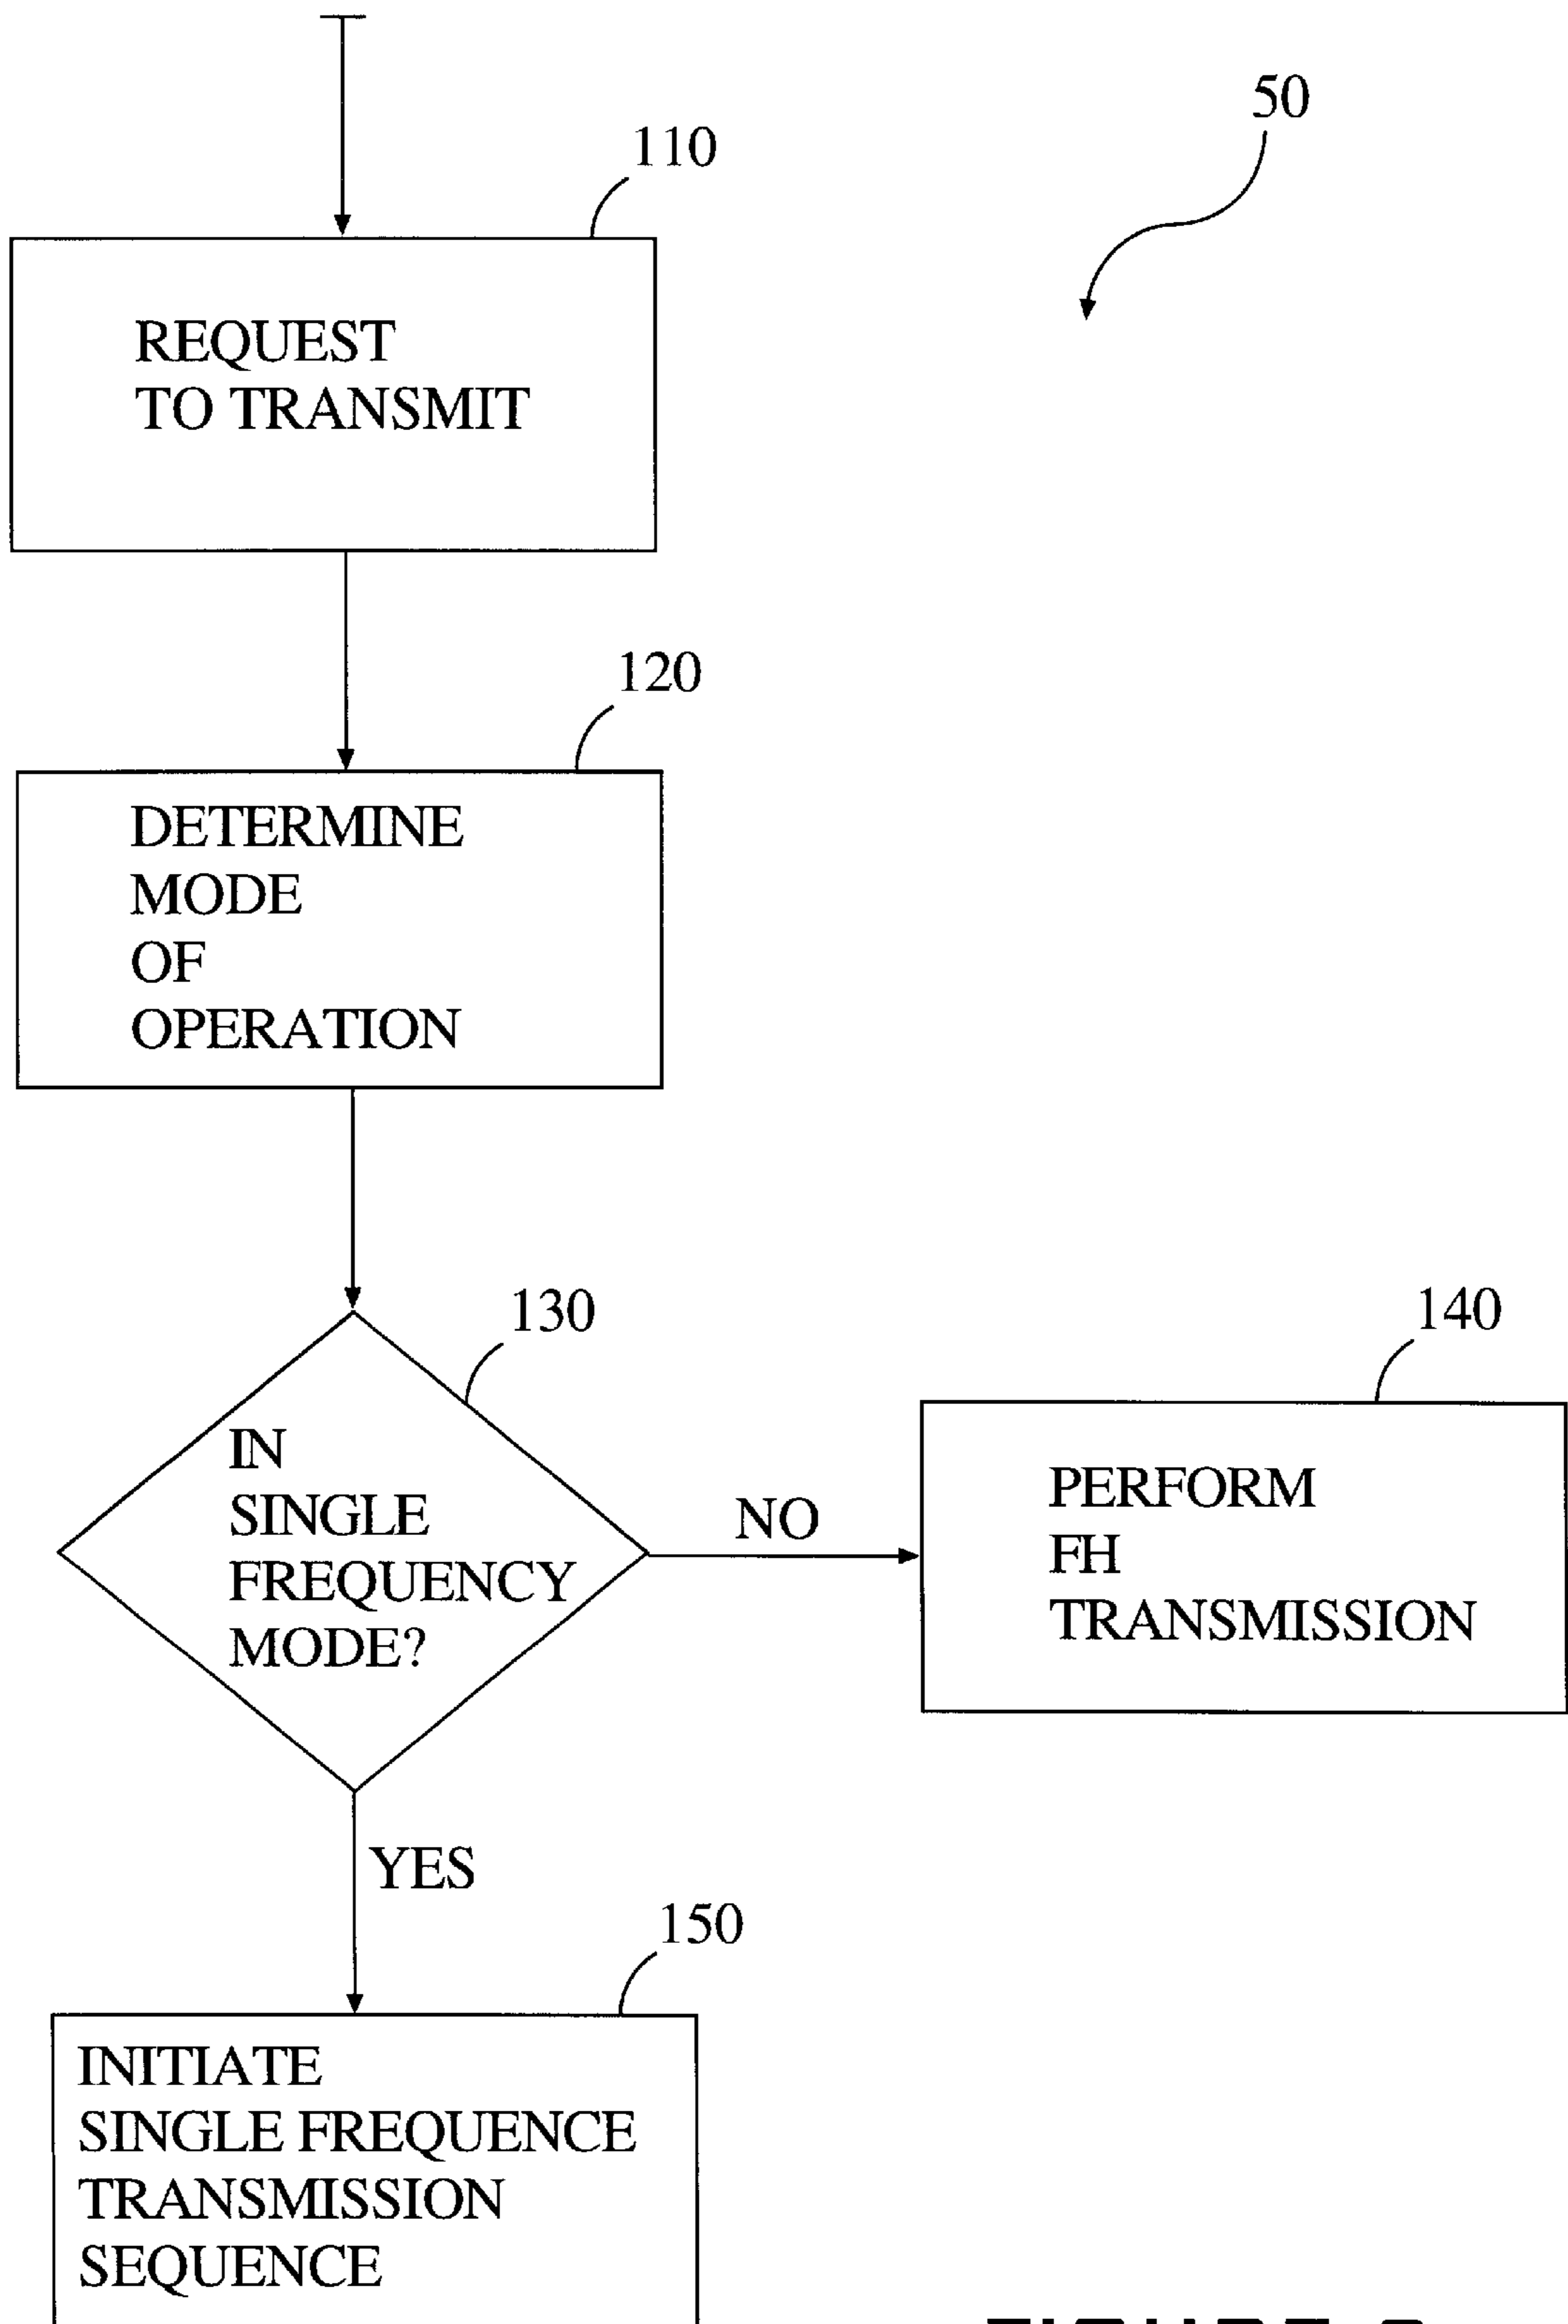 50
110
REQUEST
TO TRANSMIT
120
DETERMINE
MODE
OF
OPERATION
130
IN
SINGLE
FREQUENCY
MODE?
NO
140
PERFORM
FH
TRANSMISSION
YES
150
INITIATE
SINGLE FREQUENCE
TRANSMISSION
SEQUENCE